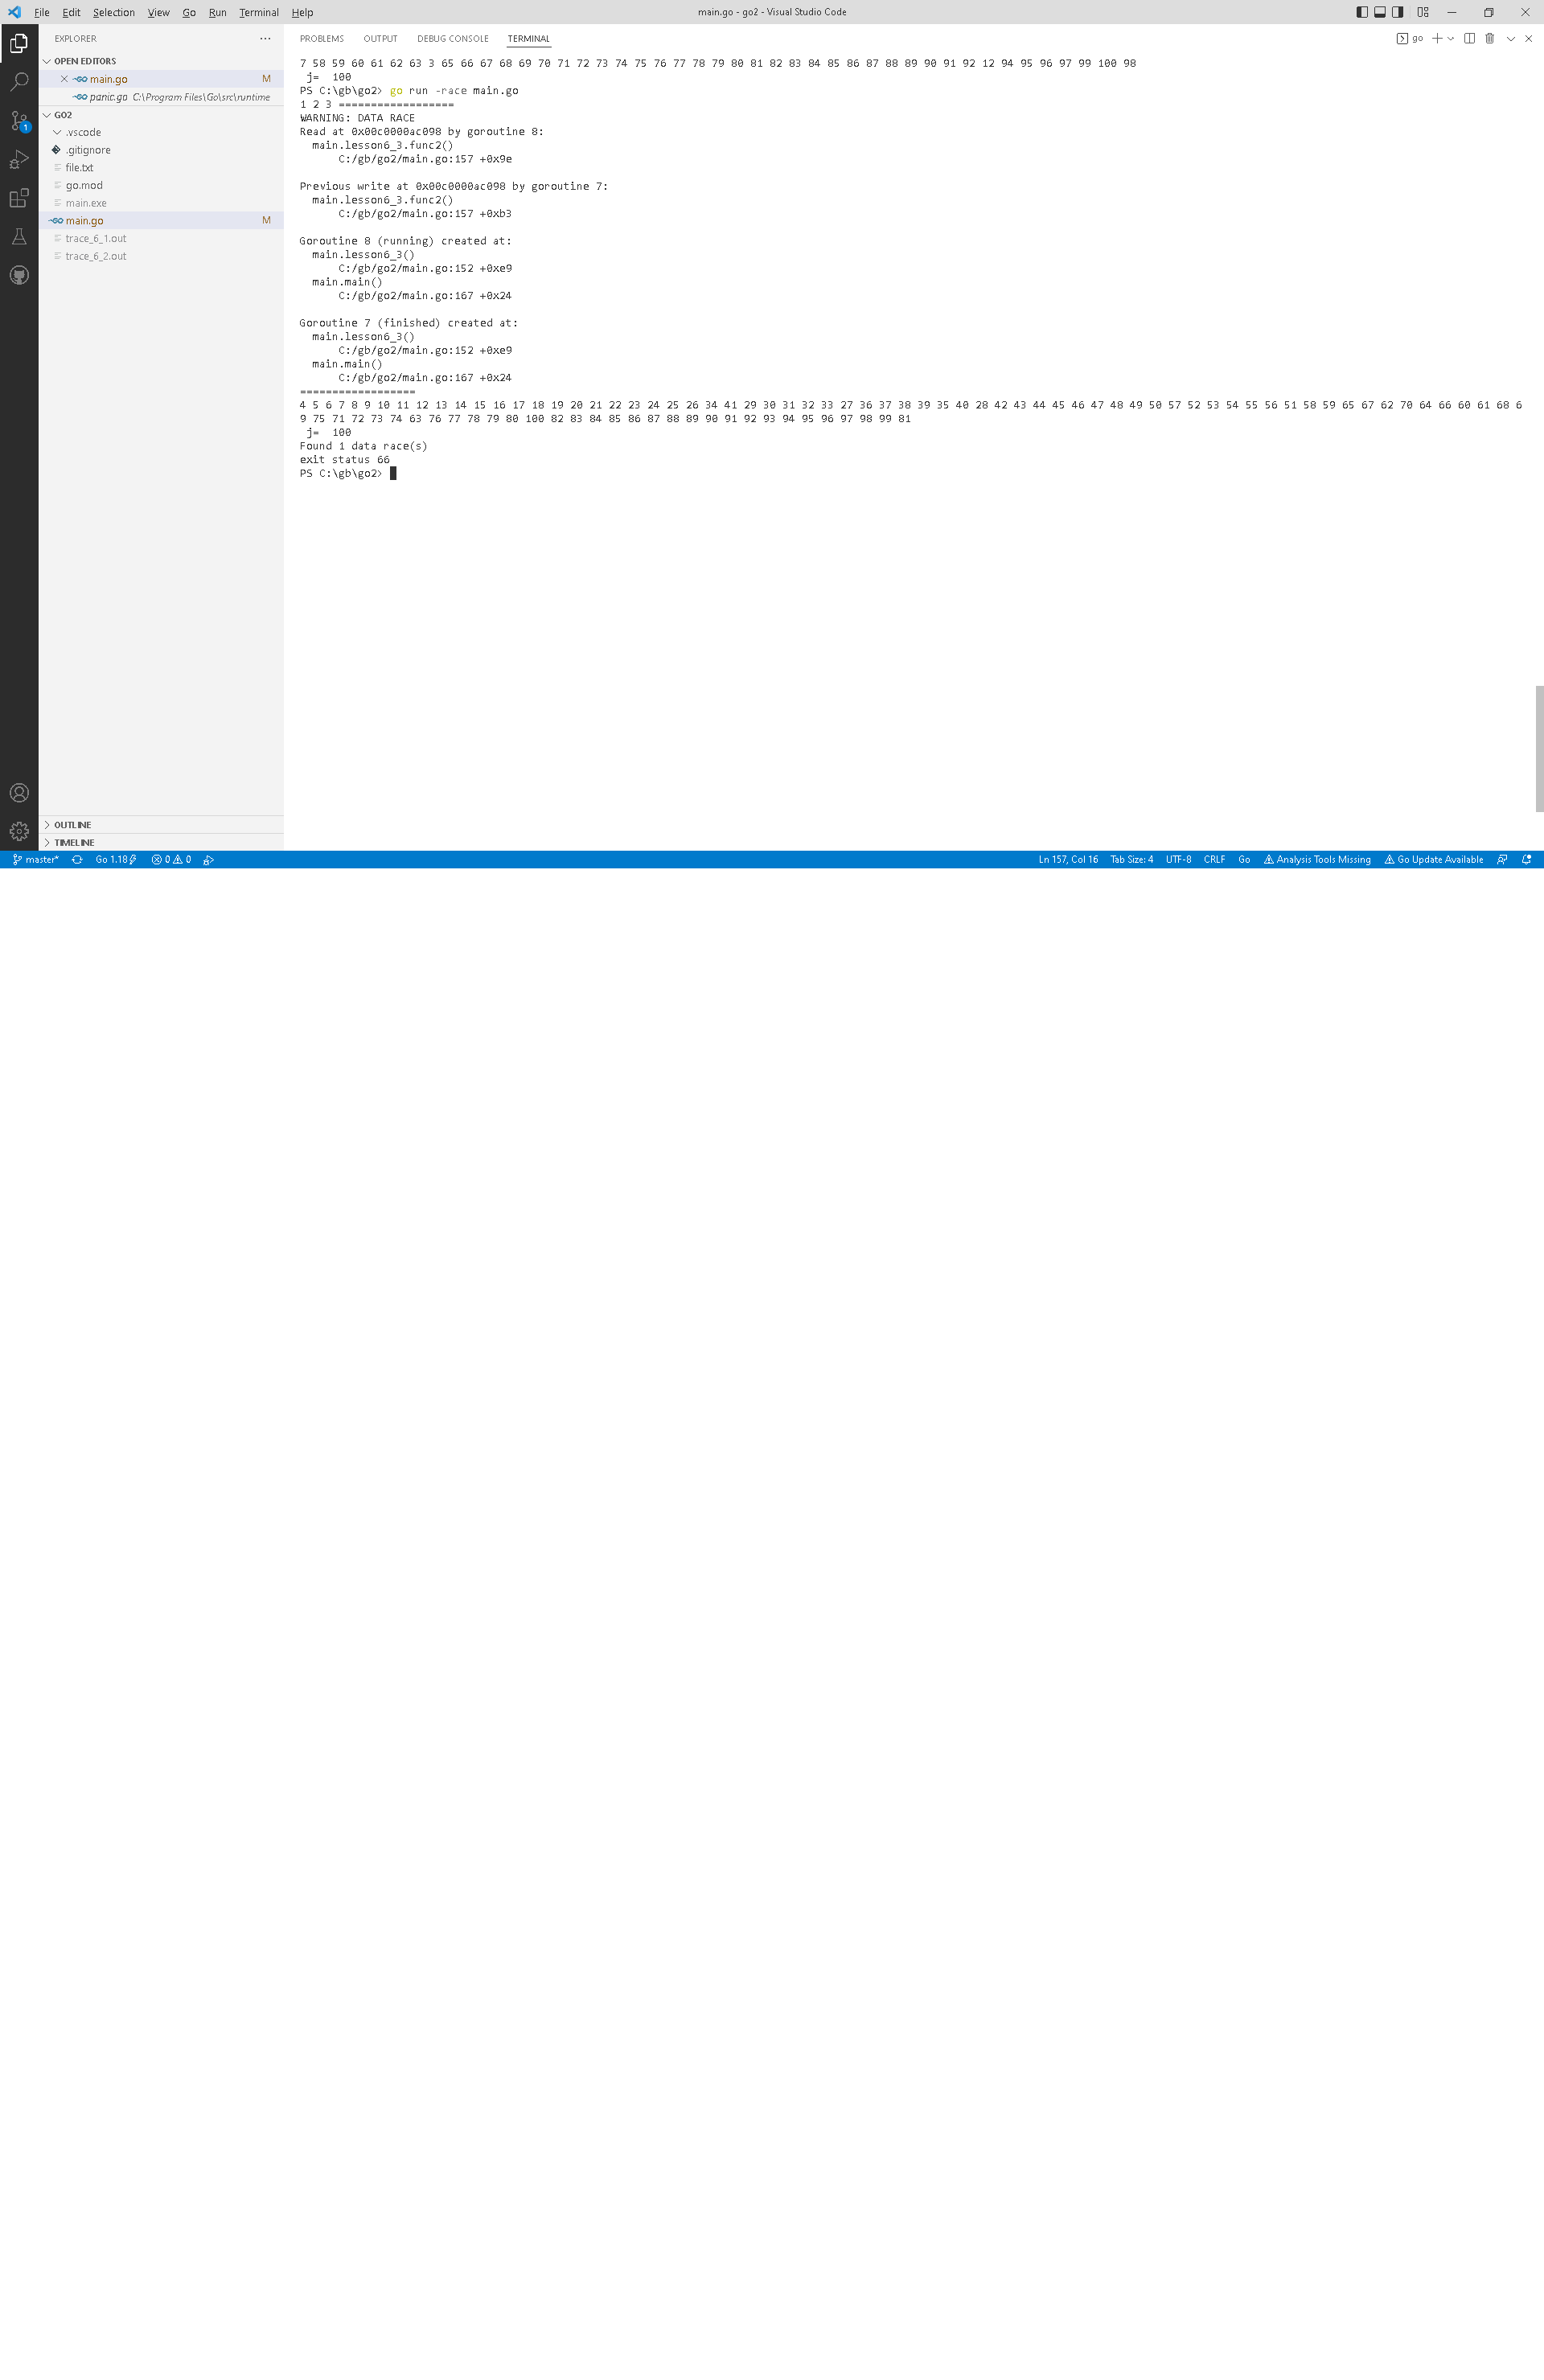 File Edit Selection View Go Run Terminal Help
main.go - go2 - Visual Studio Code
EXPLORER
OPEN EDITORS
main.go M
panic.go C:\Program Files\Go\src\runtime
GO2
.vscode
.gitignore
file.txt
go.mod
main.exe
main.go M
trace_6_1.out
trace_6_2.out
OUTLINE
TIMELINE
1
PROBLEMS OUTPUT DEBUG CONSOLE TERMINAL
go
7 58 59 60 61 62 63 3 65 66 67 68 69 70 71 72 73 74 75 76 77 78 79 80 81 82 83 84 85 86 87 88 89 90 91 92 12 94 95 96 97 99 100 98
j=  100
PS C:\gb\go2> go run -race main.go
1 2 3 ==================
WARNING: DATA RACE
Read at 0x00c0000ac098 by goroutine 8:
main.lesson6_3.func2()
C:/gb/go2/main.go:157 +0x9e
Previous write at 0x00c0000ac098 by goroutine 7:
main.lesson6_3.func2()
C:/gb/go2/main.go:157 +0xb3
Goroutine 8 (running) created at:
main.lesson6_3()
C:/gb/go2/main.go:152 +0xe9
main.main()
C:/gb/go2/main.go:167 +0x24
Goroutine 7 (finished) created at:
main.lesson6_3()
C:/gb/go2/main.go:152 +0xe9
main.main()
C:/gb/go2/main.go:167 +0x24
==================
4 5 6 7 8 9 10 11 12 13 14 15 16 17 18 19 20 21 22 23 24 25 26 34 41 29 30 31 32 33 27 36 37 38 39 35 40 28 42 43 44 45 46 47 48 49 50 57 52 53 54 55 56 51 58 59 65 67 62 70 64 66 60 61 68 6
9 75 71 72 73 74 63 76 77 78 79 80 100 82 83 84 85 86 87 88 89 90 91 92 93 94 95 96 97 98 99 81
j=  100
Found 1 data race(s)
exit status 66
PS C:\gb\go2>
master* Go 1.18 0 0 Ln 157, Col 16 Tab Size: 4 UTF-8 CRLF Go Analysis Tools Missing Go Update Available